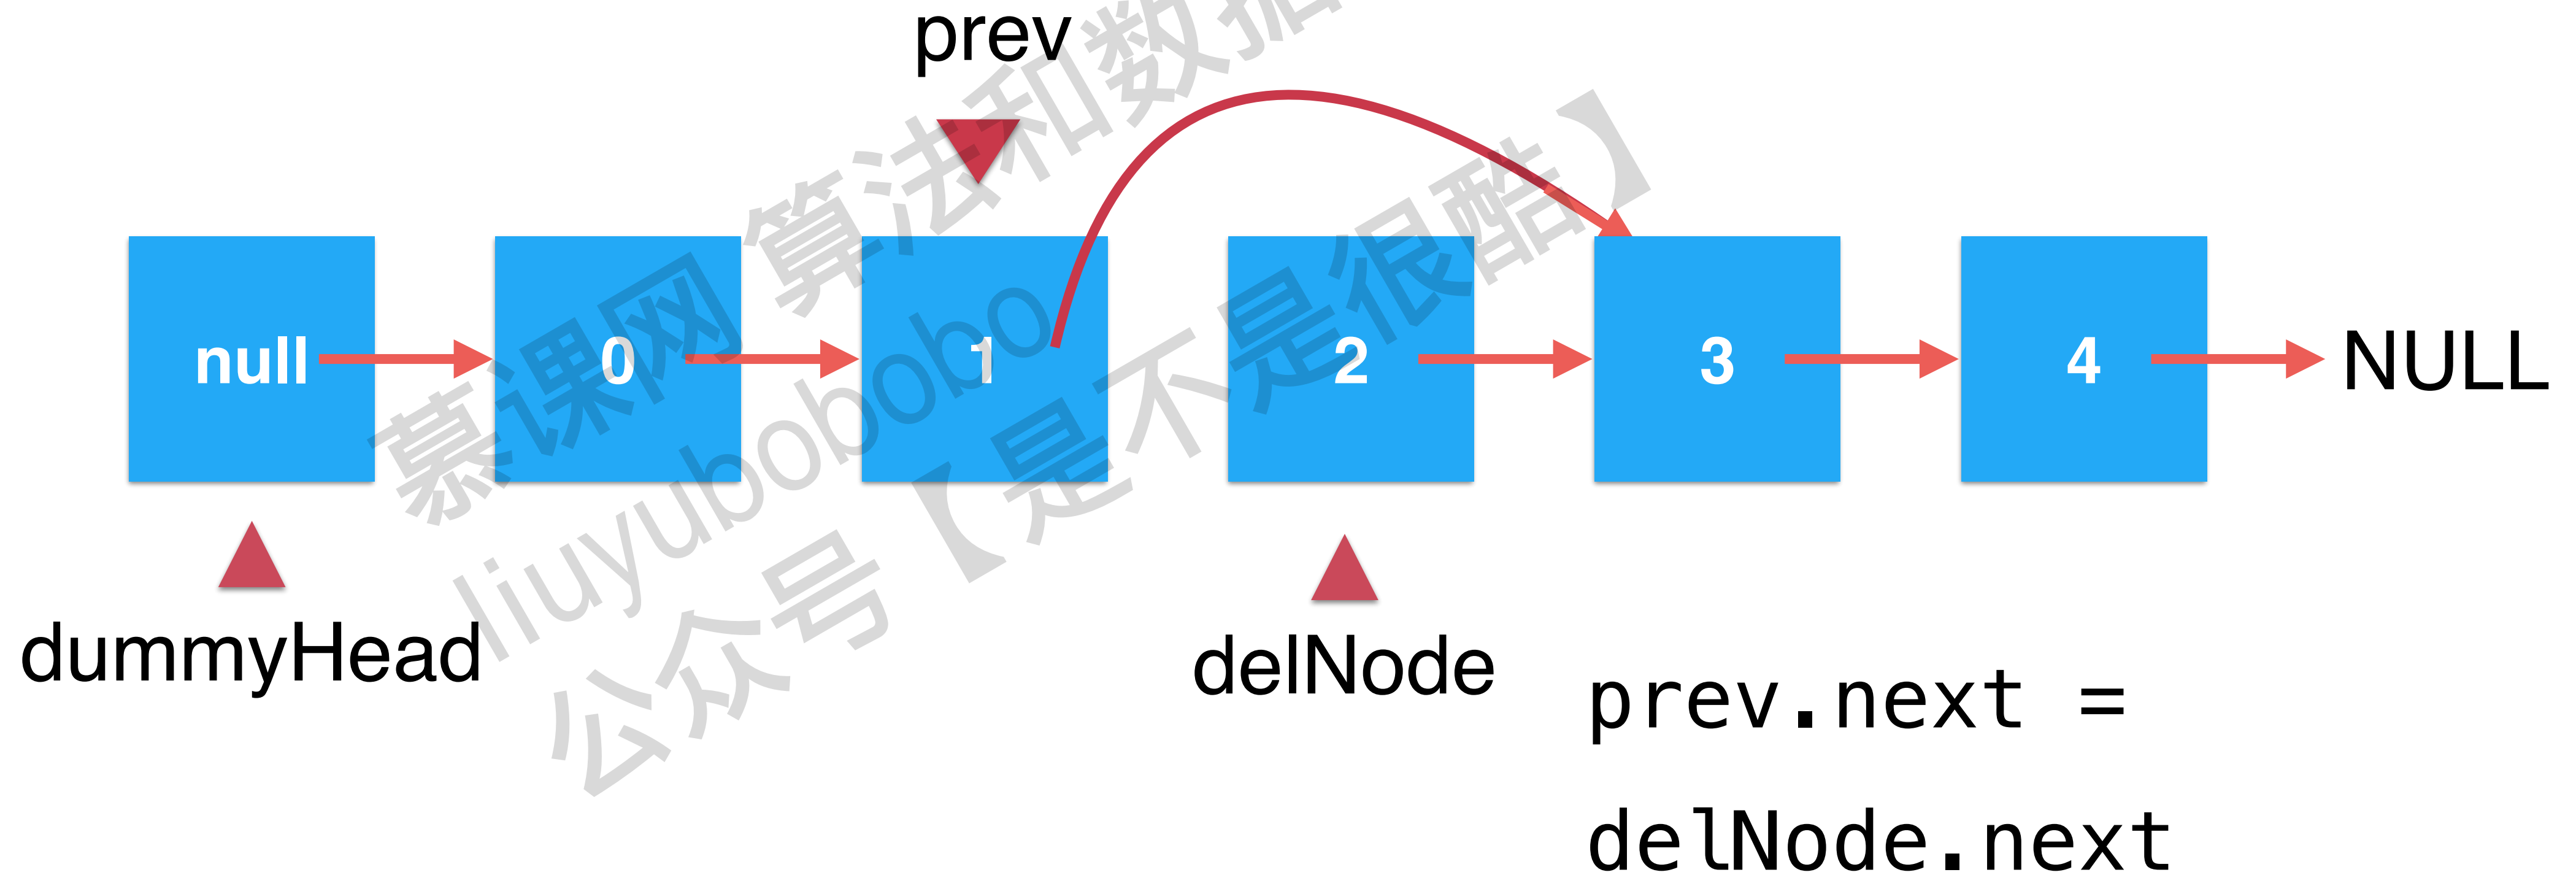 prev
null
0
1
2
3
4
NULL
dummyHead
delNode
prev.next =
delNode.next
慕课网 算法和数据
liuyubobobo
公众号【是不是很酷】